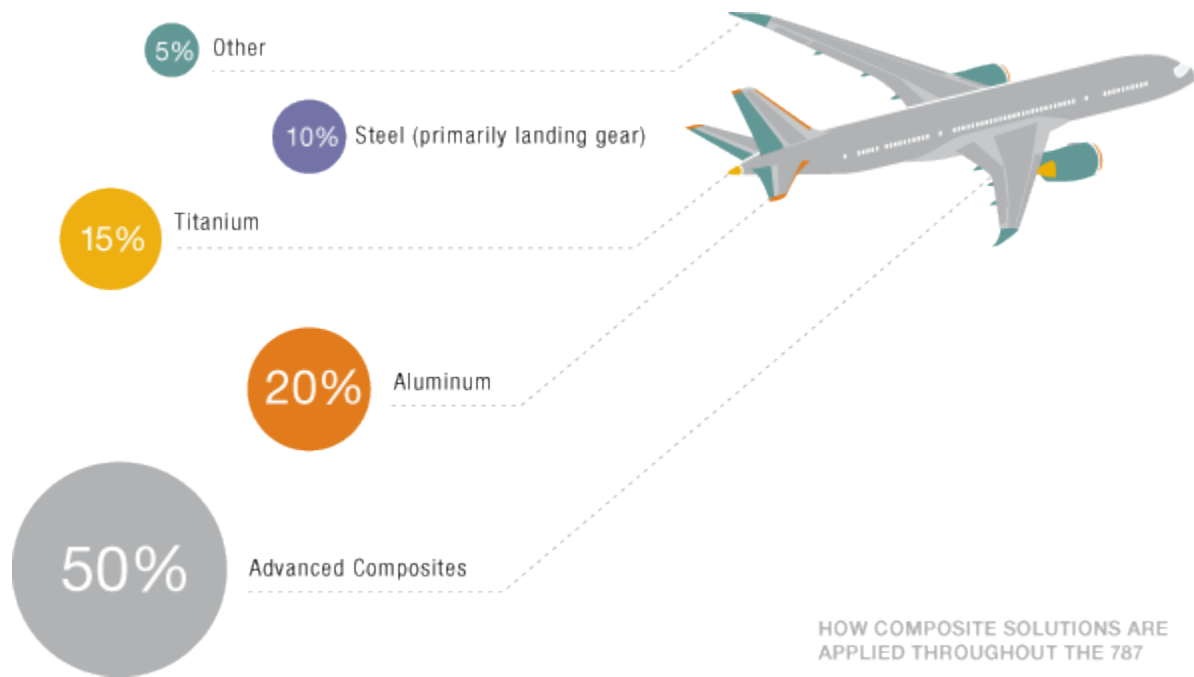 5% Other
10% Steel (primarily landing gear)
15% Titanium
20% Aluminum
50% Advanced Composites
HOW COMPOSITE SOLUTIONS ARE
APPLIED THROUGHOUT THE 787